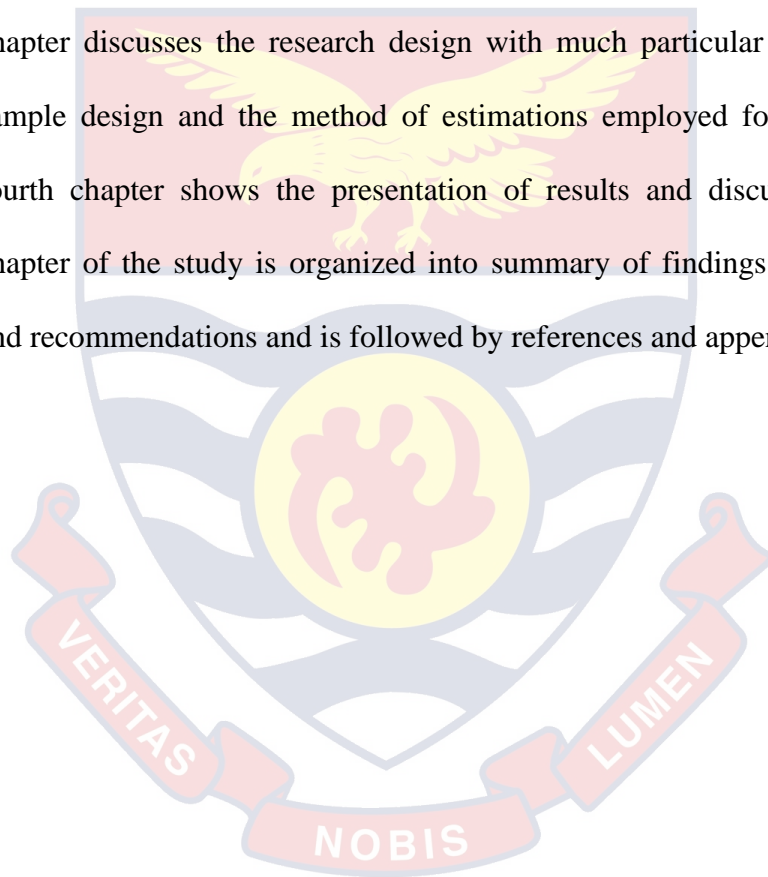 hapter discusses the research design with much particular
ample design and the method of estimations employed fo
ourth chapter shows the presentation of results and discu
hapter of the study is organized into summary of findings
nd recommendations and is followed by references and appe
VERITAS
NOBIS
LUMEN